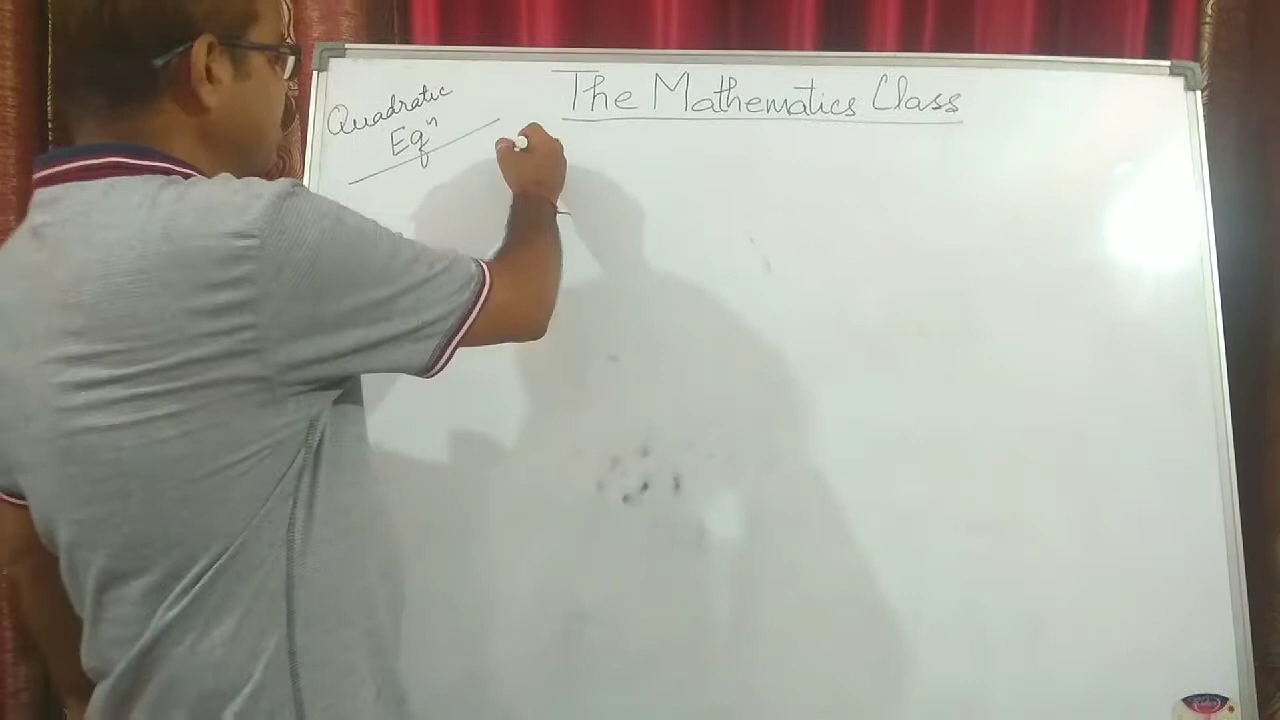 The Mathematics Class
Quadratic
Eqⁿ